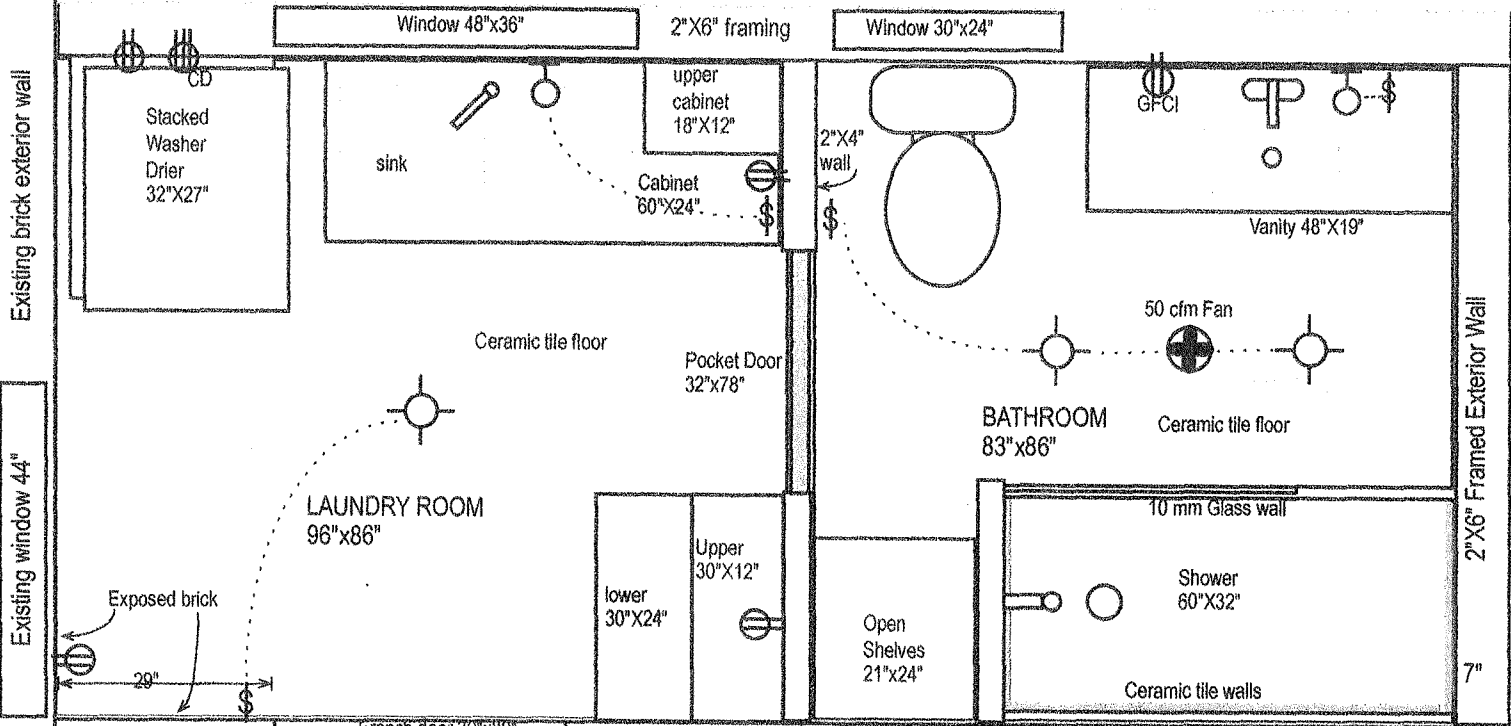 Window 48"x36"
2"X6" framing
Window 30"x24"
Existing brick exterior wall
CD
Stacked
Washer
Drier
32"X27"
sink
upper
cabinet
18"X12"
Cabinet
60"X24"
$
2"X4"
wall
$
GFCI
$
Vanity 48"X19"
Ceramic tile floor
Pocket Door
32"x78"
50 cfm Fan
BATHROOM
83"x86"
Ceramic tile floor
2"X6" Framed Exterior Wall
Existing window 44"
LAUNDRY ROOM
96"x86"
Exposed brick
29"
$
lower
30"X24"
Upper
30"X12"
Open
Shelves
21"x24"
10 mm Glass wall
Shower
60"X32"
Ceramic tile walls
7"